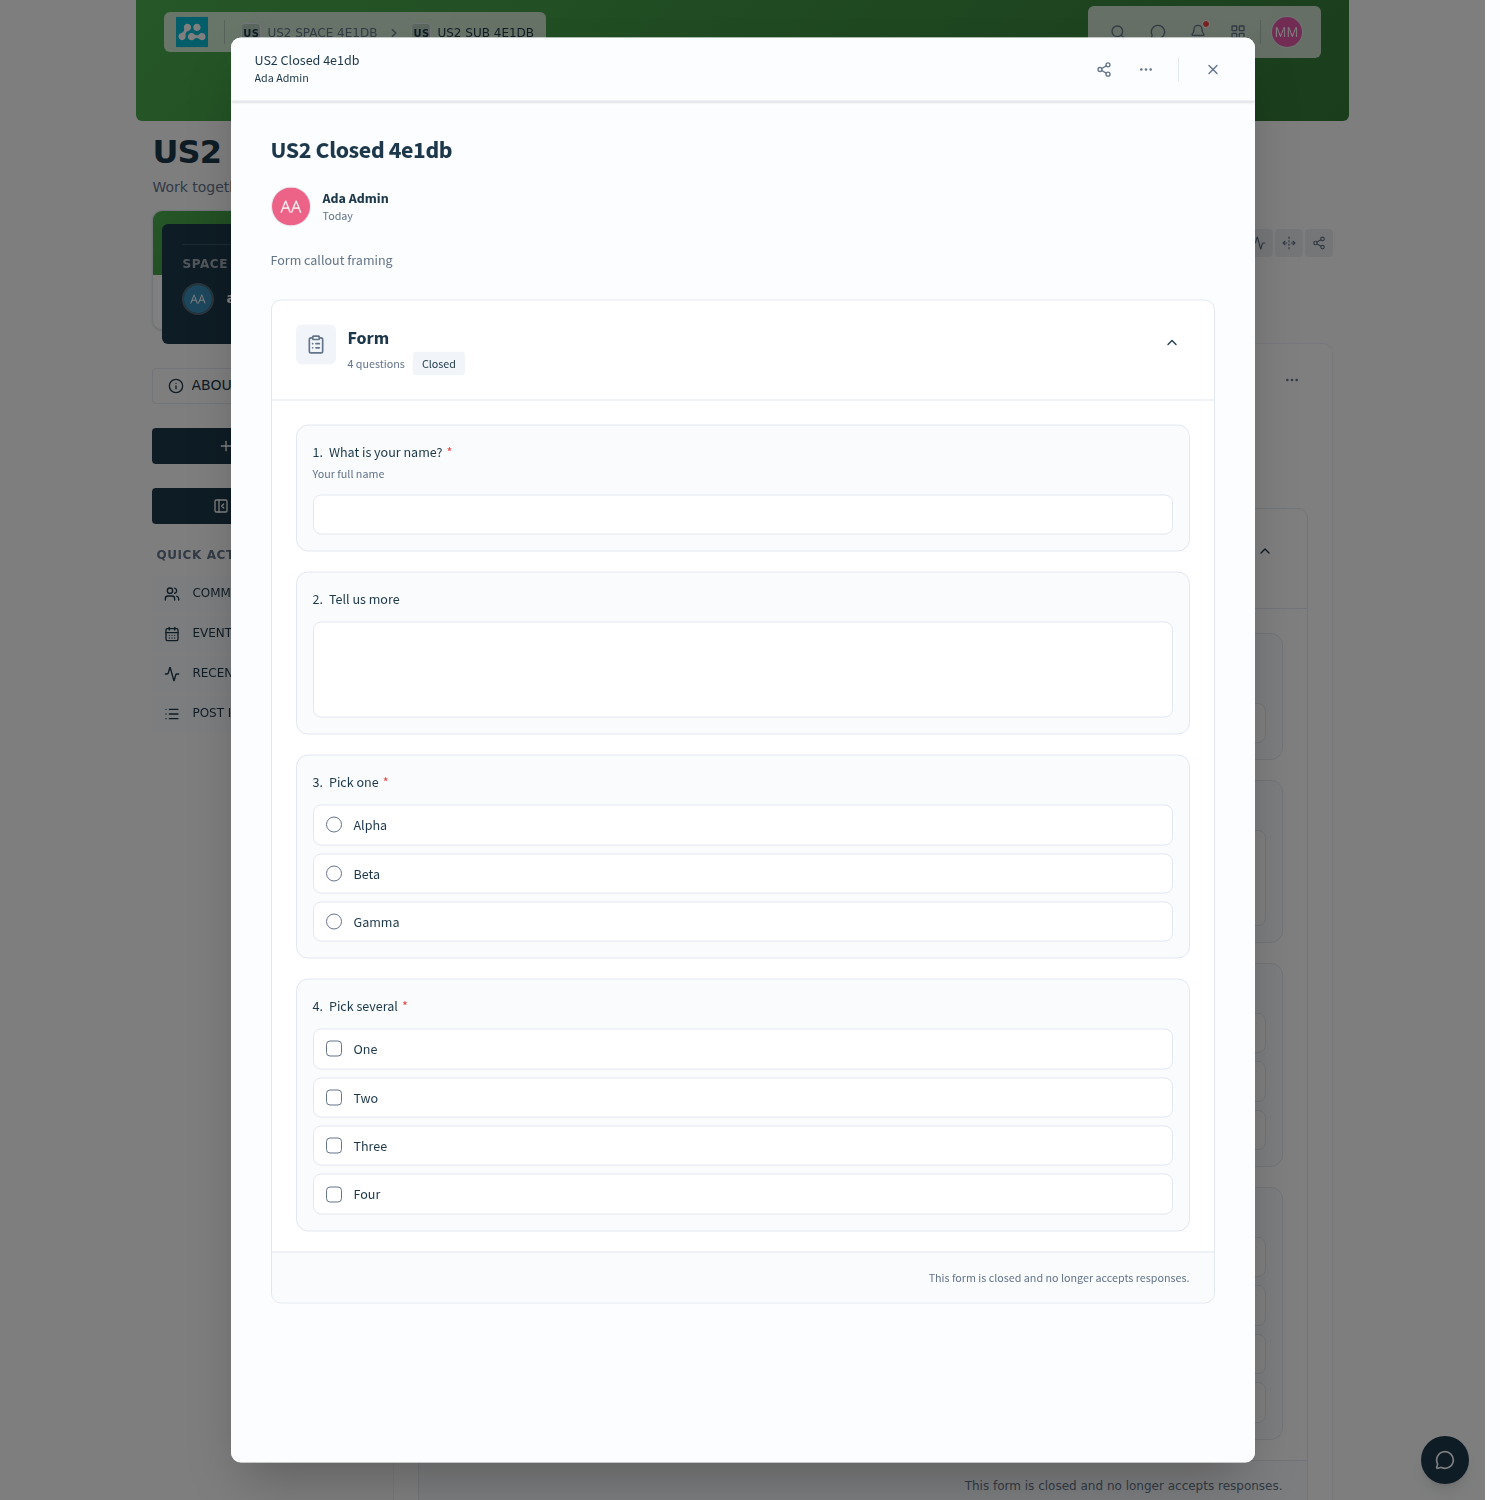 US US2 SPACE 4E1DB > US US2 SUB 4E1DB
MM
US2 Closed 4e1db
Ada Admin
US2
US2 Closed 4e1db
AA
Ada Admin
Today
Form callout framing
SPACE
AA
Form
4 questions
Closed
ABOU
1. What is your name? *
Your full name
QUICK ACT
COMM
EVENT
RECEN
POST
2. Tell us more
3. Pick one *
Alpha
Beta
Gamma
4. Pick several *
One
Two
Three
Four
This form is closed and no longer accepts responses.
This form is closed and no longer accepts responses.